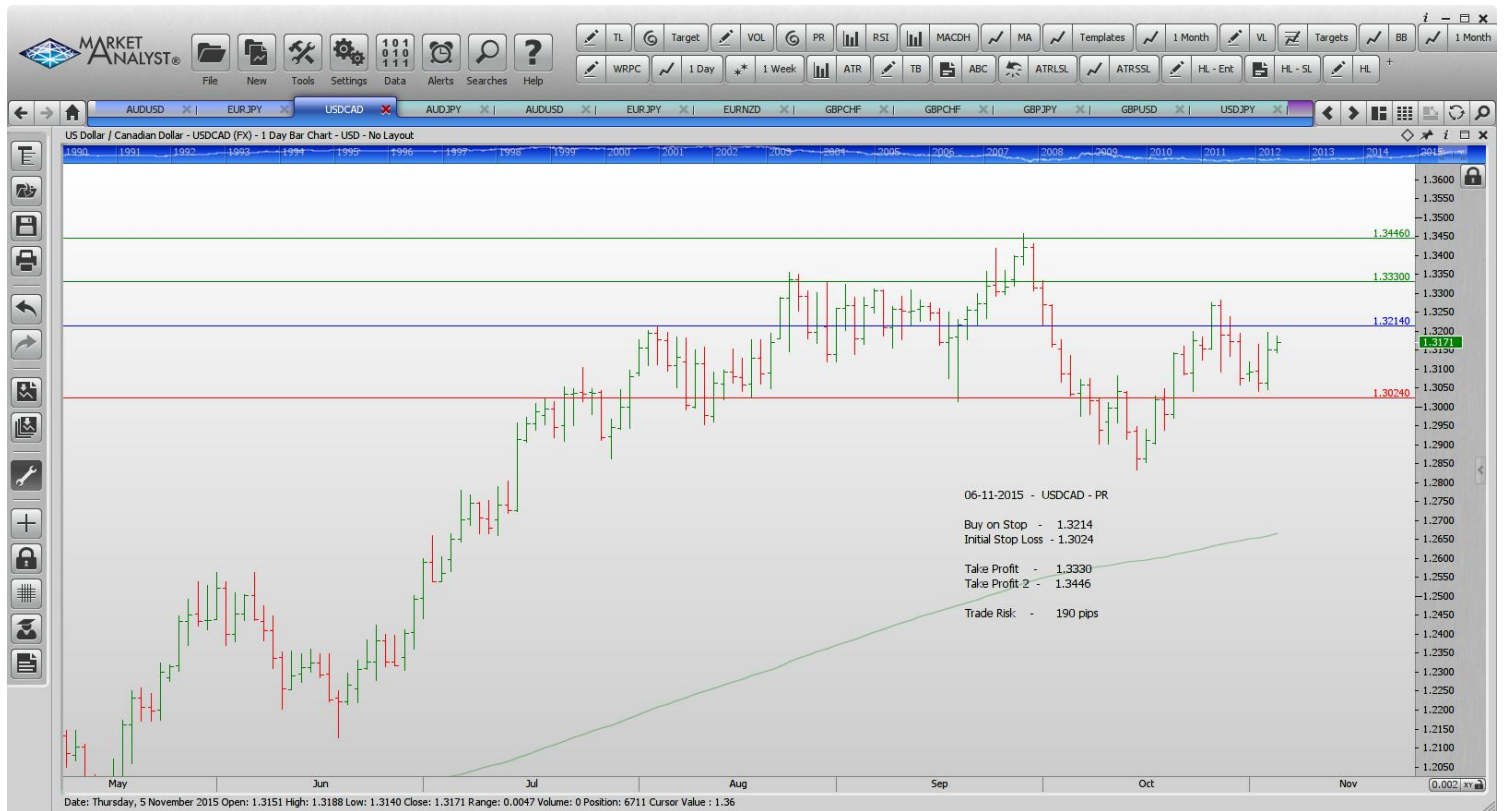 i
MARKET
ANALYST®
File New Tools Settings Data Alerts Searches Help
101
010
111
TL Target VOL PR RSI MACDH MA Templates 1 Month VL Targets BB 1 Month
WRPC 1 Day 1 Week ATR TB ABC ATRLSL ATRSSL HL - Ent HL - SL HL +
AUDUSD EURJPY USDCAD AUDJPY AUDUSD EURJPY EURNZD GBPCHF GBPCHF GBPJPY GBPUSD USDJPY
US Dollar / Canadian Dollar - USDCAD (FX) - 1 Day Bar Chart - USD - No Layout
1990 1991 1992 1993 1994 1995 1996 1997 1998 1999 2000 2001 2002 2003 2004 2005 2006 2007 2008 2009 2010 2011 2012 2013 2014 2015
1.3600
1.3550
1.3500
1.3446 0
1.3450
1.3400
1.3350
1.33300
1.3300
1.3250
1.32140
1.3200
1.3171
1.3150
1.3100
1.3050
1.30240
1.3000
1.2950
1.2900
1.2850
1.2800
1.2750
1.2700
1.2650
1.2600
1.2550
1.2500
1.2450
1.2400
1.2350
1.2300
1.2250
1.2200
1.2150
1.2100
1.2050
06-11-2015 - USDCAD - PR
Buy on Stop - 1.3214
Initial Stop Loss - 1.3024
Take Profit - 1.3330
Take Profit 2 - 1.3446
Trade Risk - 190 pips
May Jun Jul Aug Sep Oct Nov
0.002 XY
Date: Thursday, 5 November 2015 Open: 1.3151 High: 1.3188 Low: 1.3140 Close: 1.3171 Range: 0.0047 Volume: 0 Position: 6711 Cursor Value : 1.36